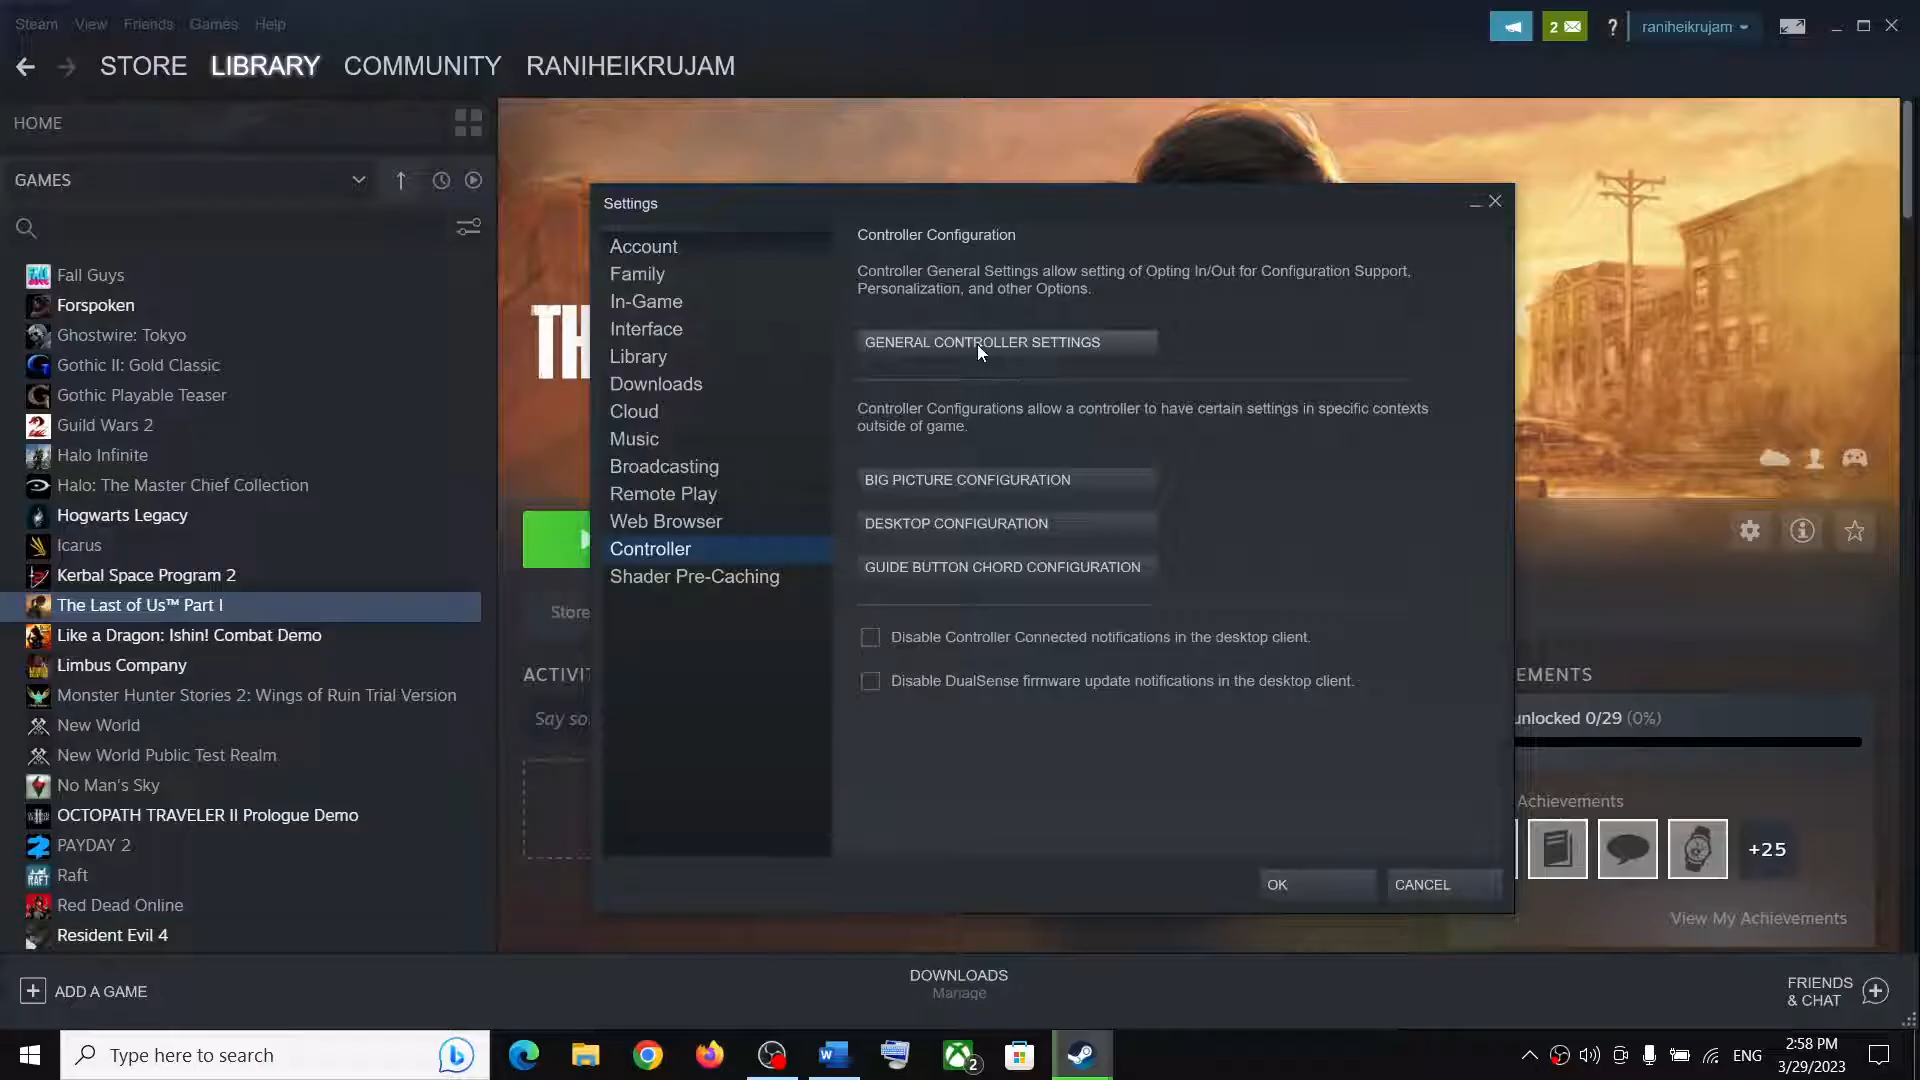 Steam View Friends Games Help
2
?
raniheikrujam
STORE LIBRARY COMMUNITY RANIHEIKRUJAM
HOME
GAMES
Fall Guys
Forspoken
Ghostwire: Tokyo
Gothic II: Gold Classic
Gothic Playable Teaser
Guild Wars 2
Halo Infinite
Halo: The Master Chief Collection
Hogwarts Legacy
Icarus
Kerbal Space Program 2
The Last of Us™ Part I
Like a Dragon: Ishin! Combat Demo
Limbus Company
Monster Hunter Stories 2: Wings of Ruin Trial Version
New World
New World Public Test Realm
No Man's Sky
OCTOPATH TRAVELER II Prologue Demo
PAYDAY 2
Raft
Red Dead Online
Resident Evil 4
ADD A GAME
TH
Store
ACTIVI
Say so
Settings
Account
Family
In-Game
Interface
Library
Downloads
Cloud
Music
Broadcasting
Remote Play
Web Browser
Controller
Shader Pre-Caching
Controller Configuration
Controller General Settings allow setting of Opting In/Out for Configuration Support,
Personalization, and other Options.
GENERAL CONTROLLER SETTINGS
Controller Configurations allow a controller to have certain settings in specific contexts
outside of game.
BIG PICTURE CONFIGURATION
DESKTOP CONFIGURATION
GUIDE BUTTON CHORD CONFIGURATION
Disable Controller Connected notifications in the desktop client.
Disable DualSense firmware update notifications in the desktop client.
OK CANCEL
EMENTS
unlocked 0/29 (0%)
Achievements
+25
View My Achievements
DOWNLOADS
Manage
FRIENDS
& CHAT
Type here to search
2
ENG
2:58 PM
3/29/2023